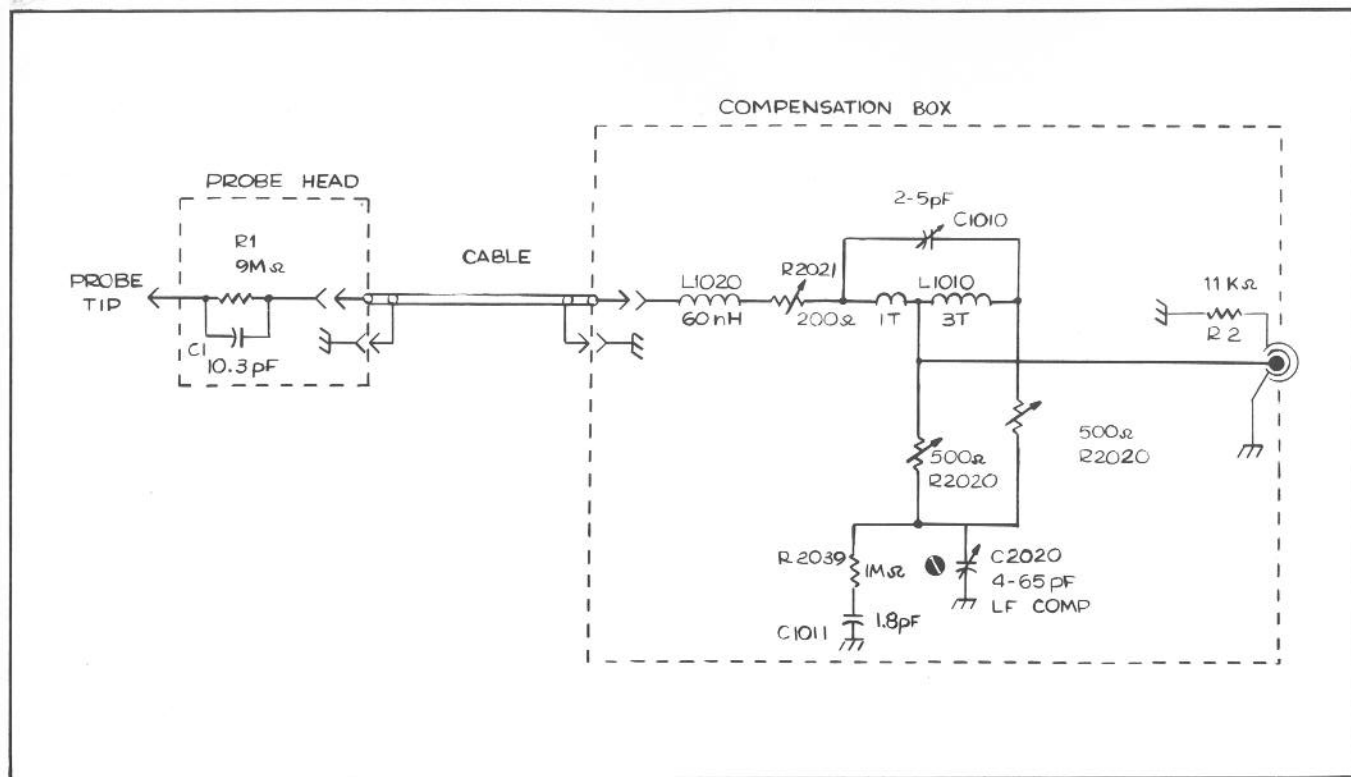 COMPENSATION BOX
PROBE HEAD
R1
9MΩ
PROBE
TIP
C1
10.3pF
CABLE
L1020
60nH
R2021
200Ω
2-5pF
C1010
L1010
1T
3T
11KΩ
R2
500Ω
R2020
500Ω
R2020
R2039
1MΩ
C1011
1.8pF
C2020
4-65pF
LF COMP